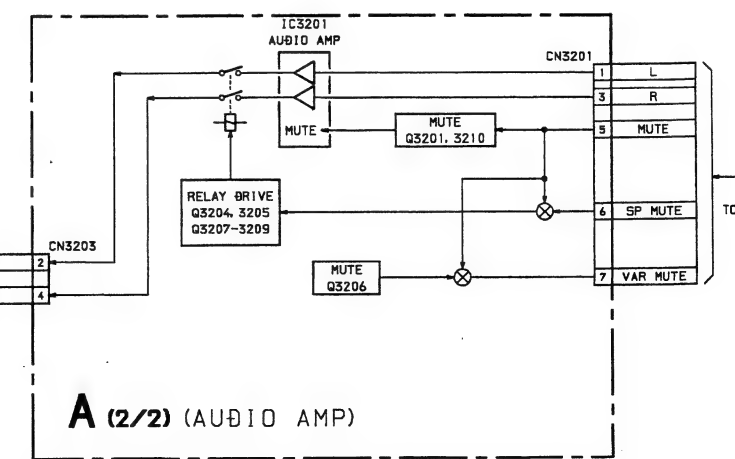 IC3201
AUDIO AMP
CN3201
1 L
3 R
MUTE
Q3201, 3210
MUTE
5 MUTE
RELAY DRIVE
Q3204, 3205
Q3207-3209
6 SP MUTE
TO
CN3203
2
MUTE
Q3206
7 VAR MUTE
4
A (2/2) (AUDIO AMP)